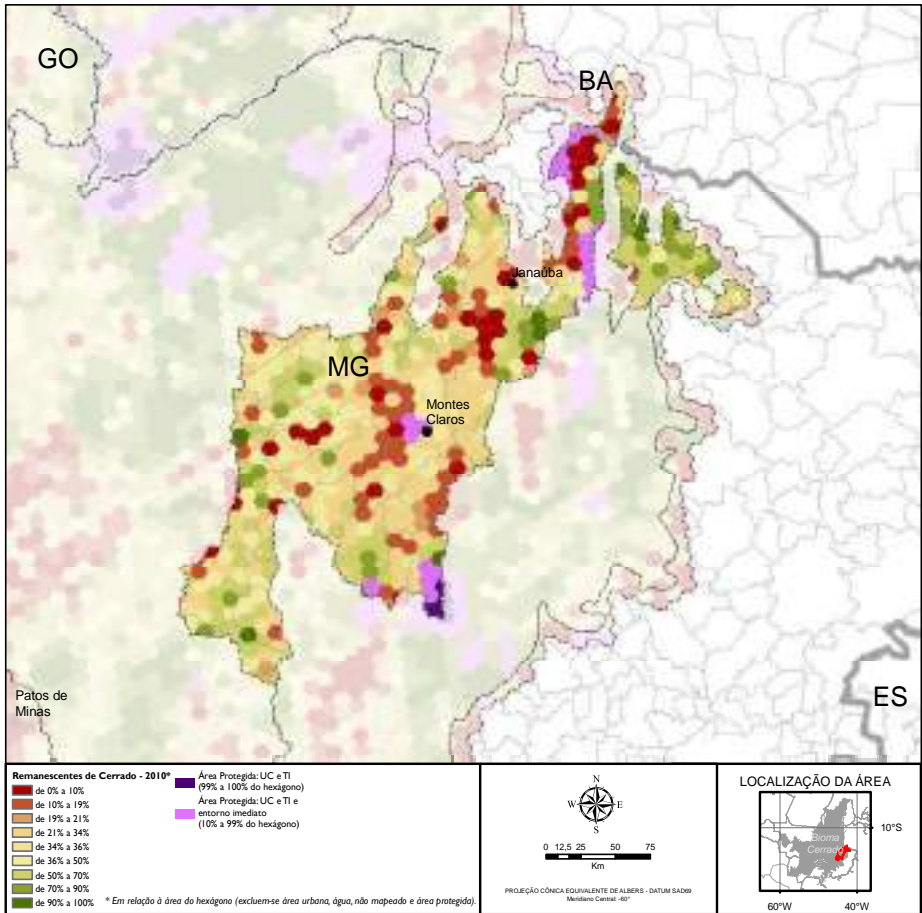 GO
BA
Janaúba
MG
Montes
Claros
Patos de
Minas
ES
Remanescentes de Cerrado - 2010*
de 0% a 10%
de 10% a 19%
de 19% a 21%
de 21% a 34%
de 34% a 36%
de 36% a 50%
de 50% a 70%
de 70% a 90%
de 90% a 100%
* Em relação à área do hexágono (excluem-se área urbana, água, não mapeado e área protegida).
Área Protegida: UC e TI
(99% a 100% do hexágono)
Área Protegida: UC e TI e
entorno imediato
(10% a 99% do hexágono)
N
W E
S
0 12,5 25 50 75
Km
PROJEÇÃO CÔNICA EQUIVALENTE DE ALBERS - DATUM SAD69
Meridiano Central: -60°
LOCALIZAÇÃO DA ÁREA
Bioma
Cerrado
10°S
60°W 40°W